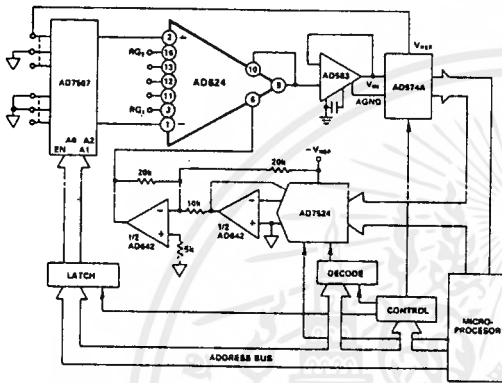 VREF
RG2
16
13
12
11
3
RG1
2
1
−
+
AD624
10
9
6
AD583
VIN
AGND
AD574A
AD7507
A0 A2
EN A1
20k
20k
−VREF
10k
−
+
5k
1/2
AD642
−
+
1/2
AD642
AD7524
LATCH
DECODE
CONTROL
MICRO-
PROCESOR
ADDRESS BUS